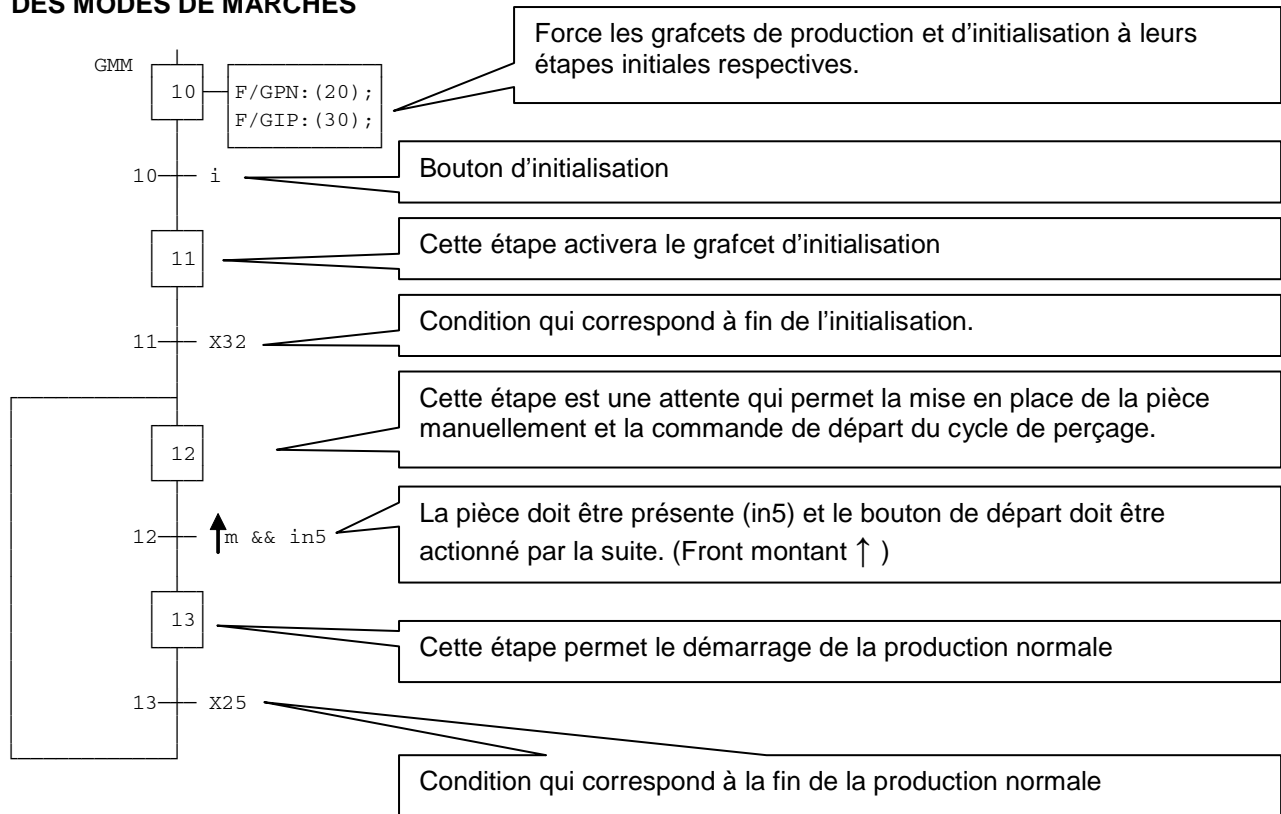 DES MODES DE MARCHES
Force les grafcets de production et d'initialisation à leurs
étapes initiales respectives.
GMM
10
F/GPN:(20);
F/GIP:(30);
10 i
Bouton d'initialisation
11
Cette étape activera le grafcet d'initialisation
11 X32
Condition qui correspond à fin de l'initialisation.
Cette étape est une attente qui permet la mise en place de la pièce
manuellement et la commande de départ du cycle de perçage.
12
12 ↑m && in5
La pièce doit être présente (in5) et le bouton de départ doit être
actionné par la suite. (Front montant ↑ )
13
Cette étape permet le démarrage de la production normale
13 X25
Condition qui correspond à la fin de la production normale